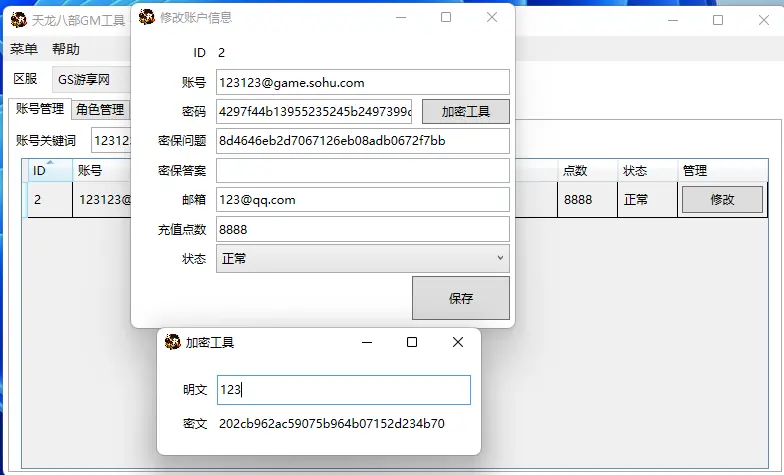 天龙八部GM工具
修改账户信息
菜单 帮助
区服 GS游享网
账号管理 角色管理
账号关键词 12312
ID 账号 点数 状态 管理
2 123123@ 8888 正常 修改
ID 2
账号 123123@game.sohu.com
密码 4297f44b13955235245b2497399 加密工具
密保问题 8d4646eb2d7067126eb08adb0672f7bb
密保答案
邮箱 123@qq.com
充值点数 8888
状态 正常
保存
加密工具
明文 123
密文 202cb962ac59075b964b07152d234b70